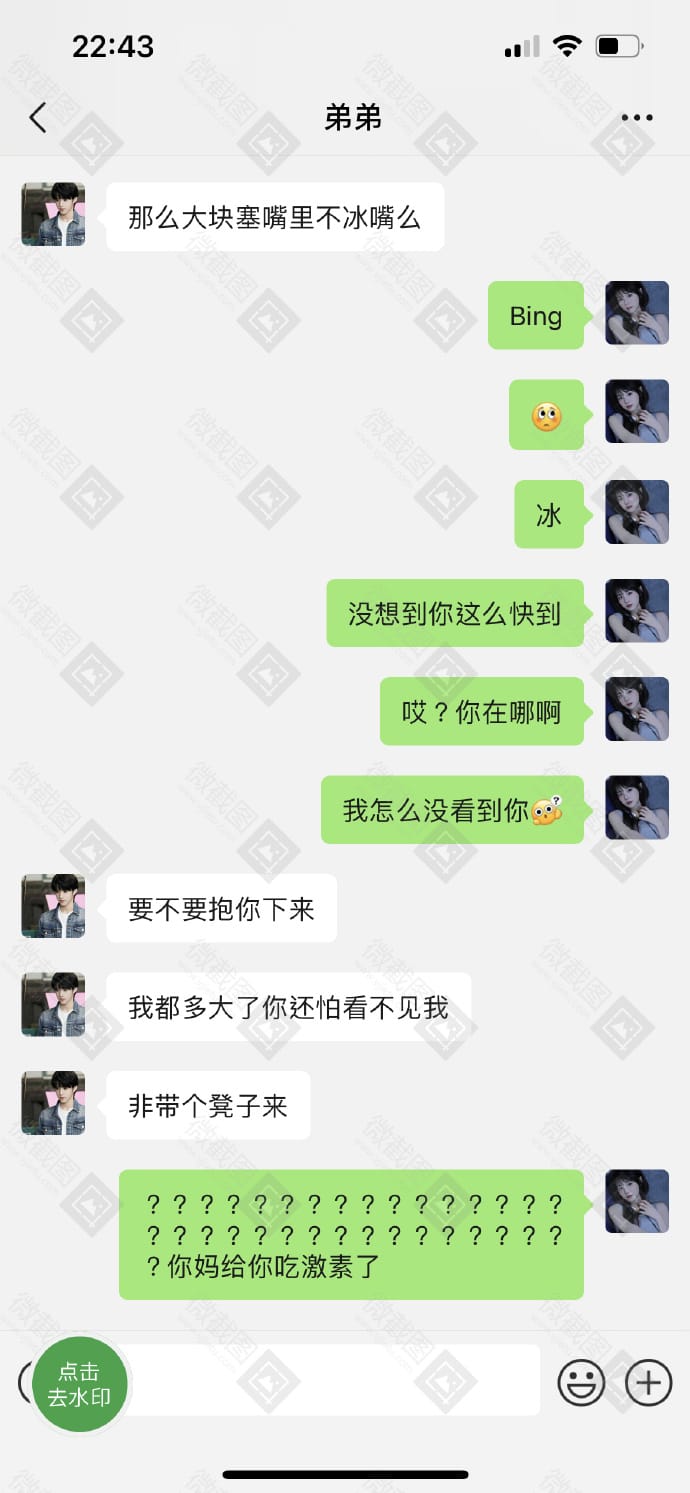 22:43
弟弟
那么大块塞嘴里不冰嘴么
Bing
🥺
冰
没想到你这么快到
哎？你在哪啊
我怎么没看到你
要不要抱你下来
我都多大了你还怕看不见我
非带个凳子来
？？？？？？？？？？？？？？？？
？？？？？？？？？？？？？？？？
？你妈给你吃激素了
点击
去水印
微截图